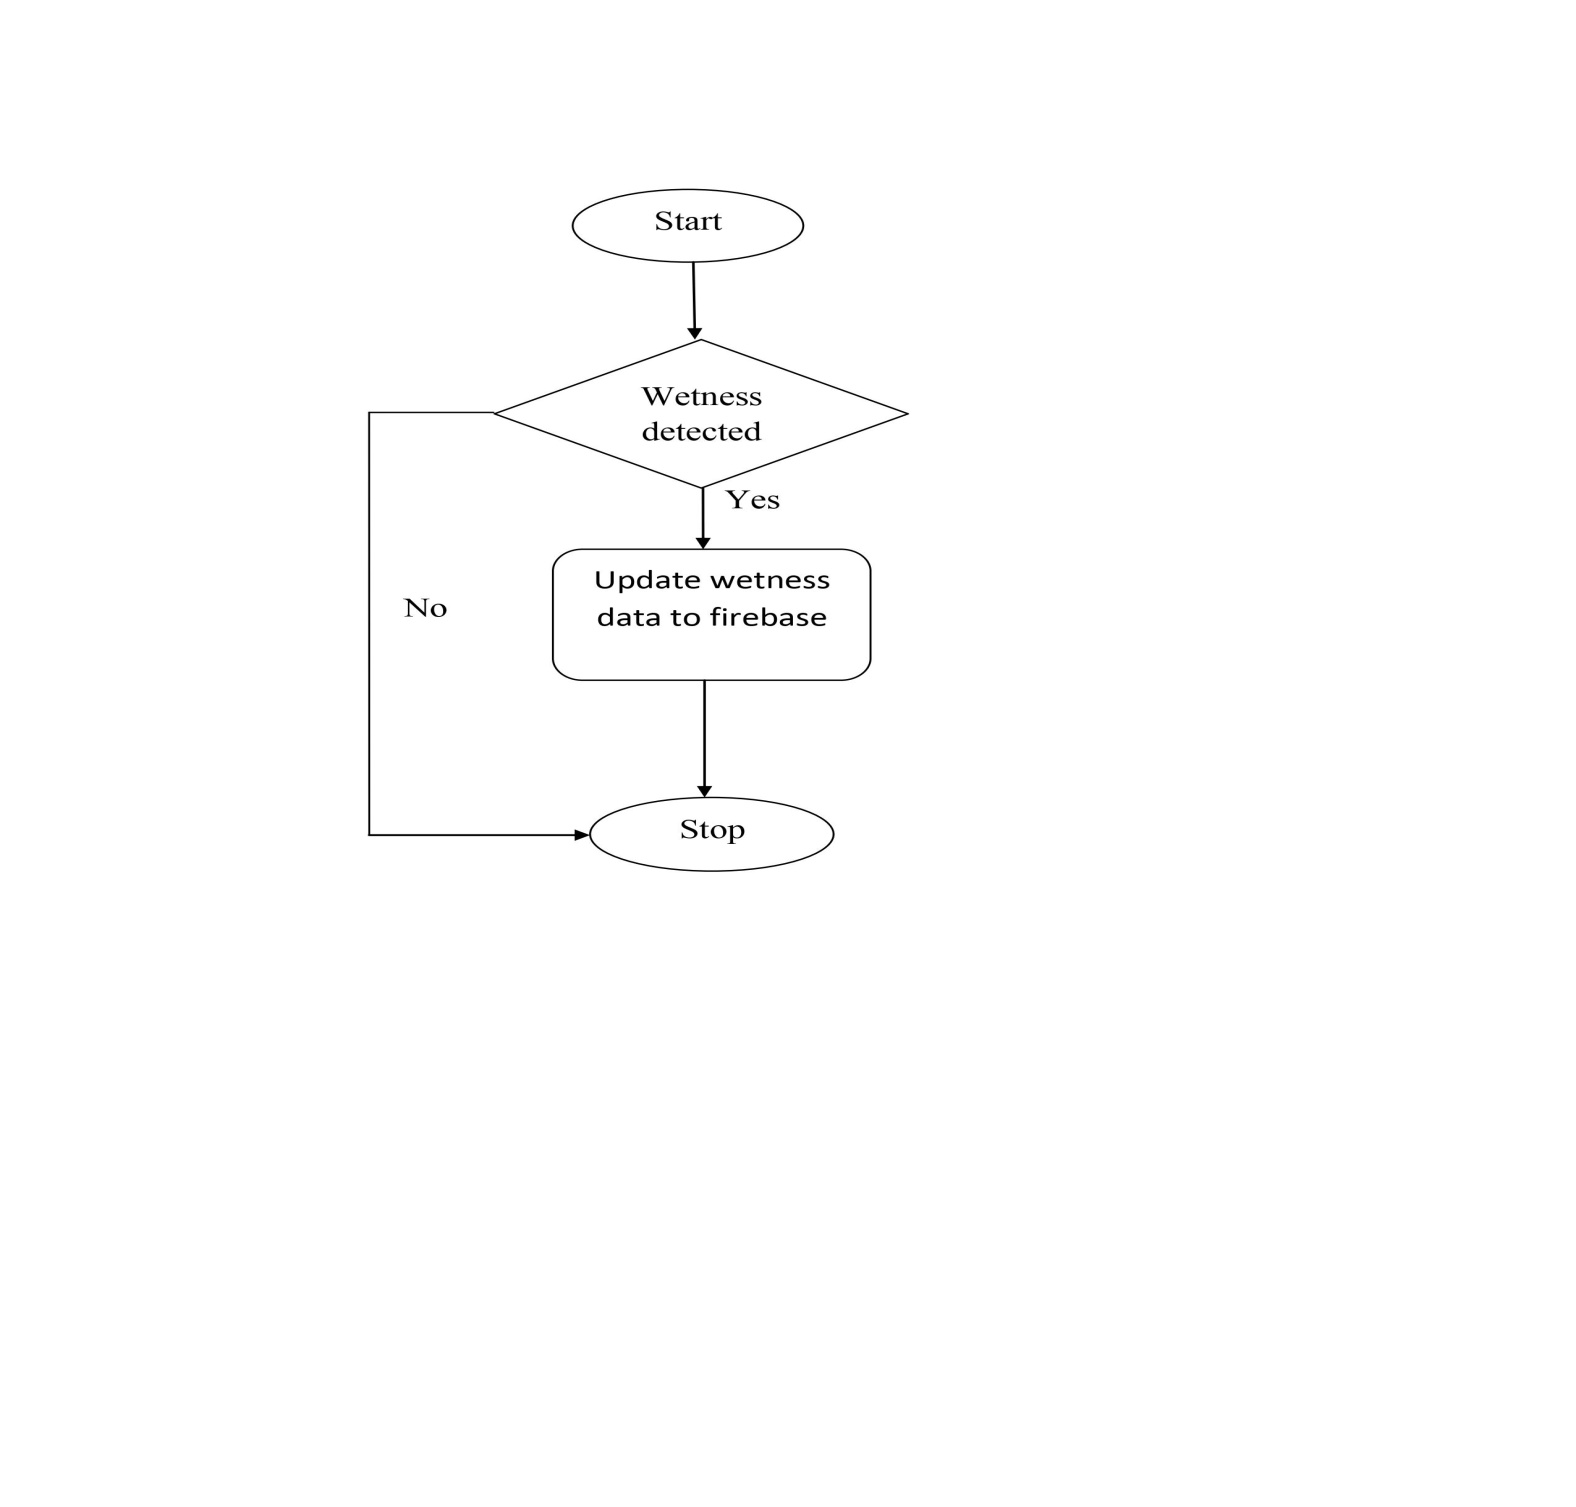 Start
Wetness
detected
Yes
Update wetness
data to firebase
No
Stop